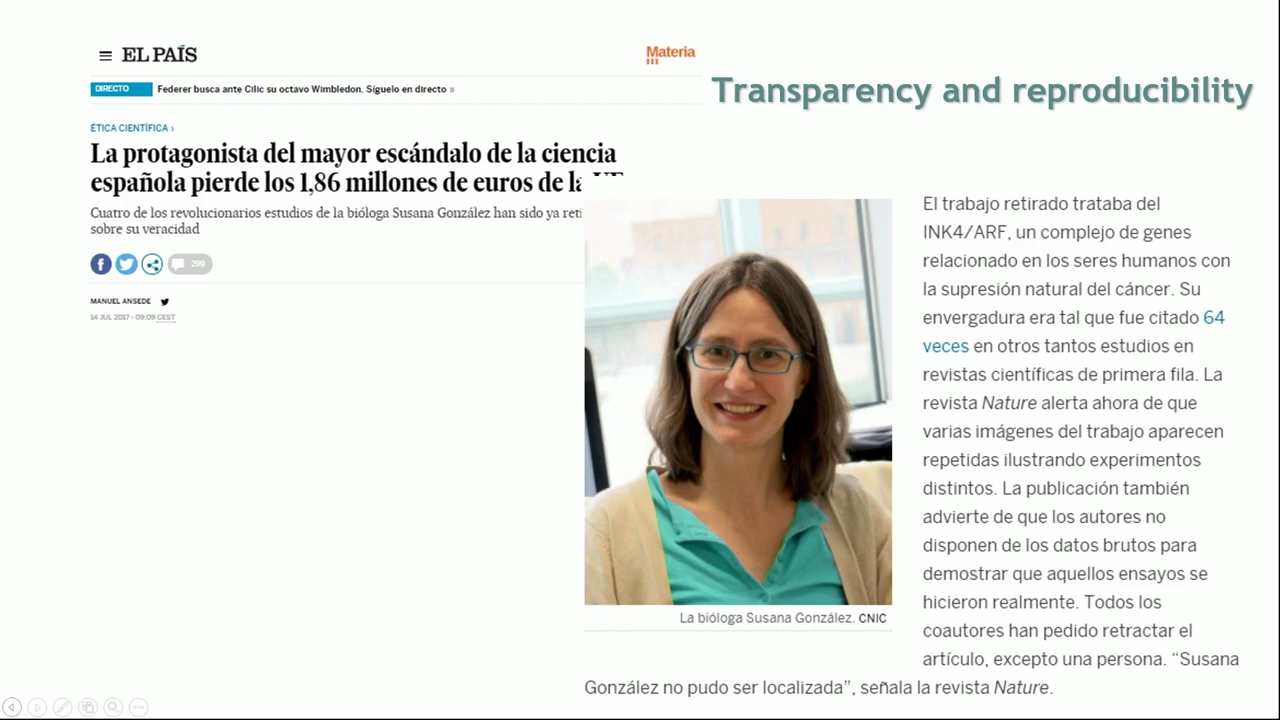 EL PAÍS
Materia
Transparency and reproducibility
DIRECTO Federer busca ante Cilic su octavo Wimbledon. Síguelo en directo »
ÉTICA CIENTÍFICA ›
La protagonista del mayor escándalo de la ciencia
española pierde los 1,86 millones de euros de la
Cuatro de los revolucionarios estudios de la bióloga Susana González han sido ya reti
sobre su veracidad
299
MANUEL ANSEDE
14 JUL 2017 - 09:09 CEST
El trabajo retirado trataba del
INK4/ARF, un complejo de genes
relacionado en los seres humanos con
la supresión natural del cáncer. Su
envergadura era tal que fue citado 64
veces en otros tantos estudios en
revistas científicas de primera fila. La
revista Nature alerta ahora de que
varias imágenes del trabajo aparecen
repetidas ilustrando experimentos
distintos. La publicación también
advierte de que los autores no
disponen de los datos brutos para
demostrar que aquellos ensayos se
hicieron realmente. Todos los
coautores han pedido retractar el
artículo, excepto una persona. “Susana
González no pudo ser localizada”, señala la revista Nature.
La bióloga Susana González. CNIC